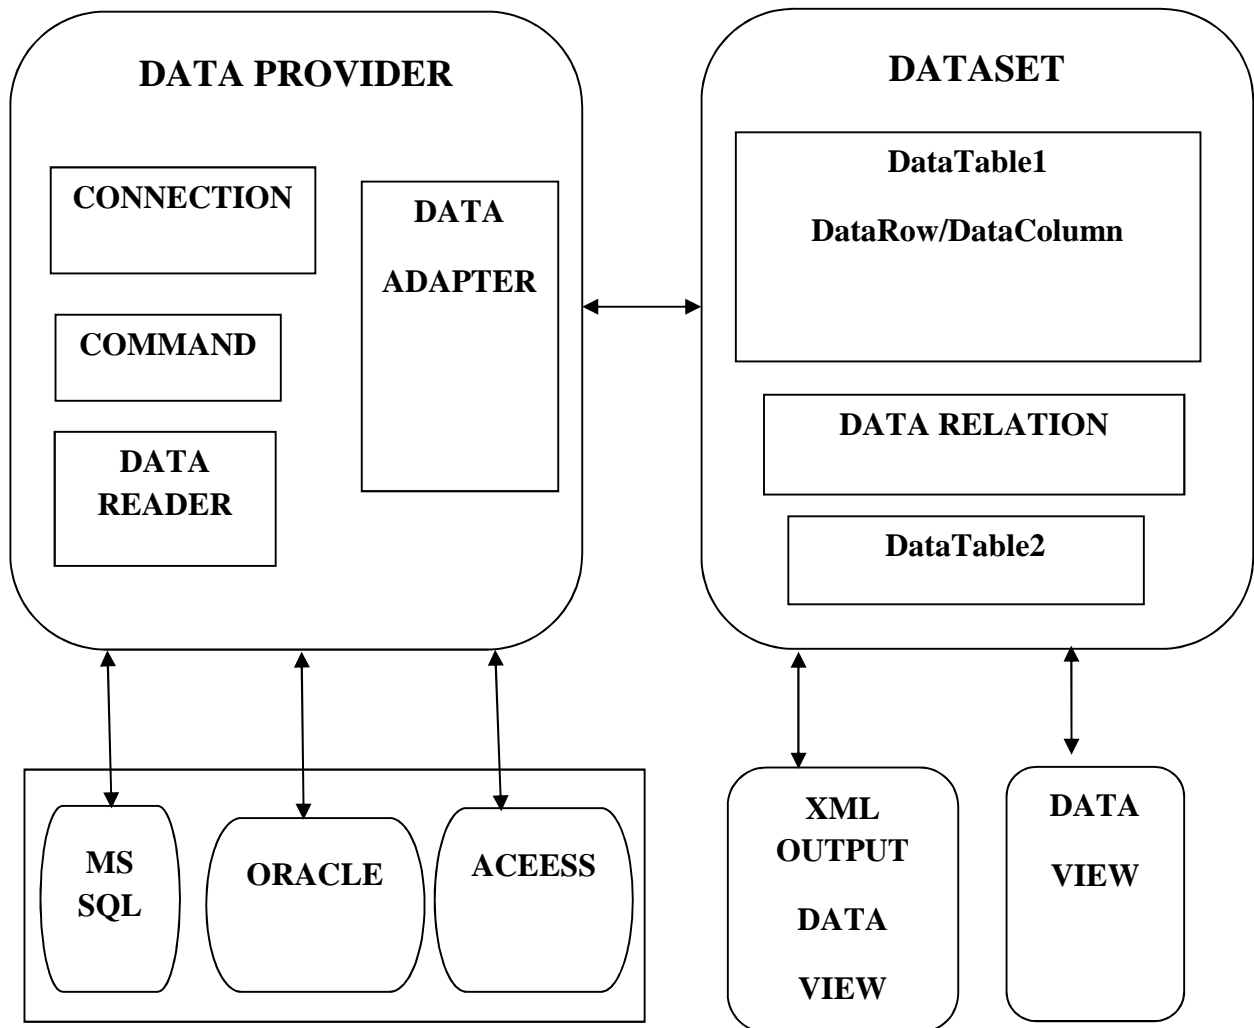 DATA PROVIDER
CONNECTION
COMMAND
DATA
READER
DATA
ADAPTER
DATASET
DataTable1
DataRow/DataColumn
DATA RELATION
DataTable2
MS
SQL
ORACLE
ACEESS
XML
OUTPUT
DATA
VIEW
DATA
VIEW